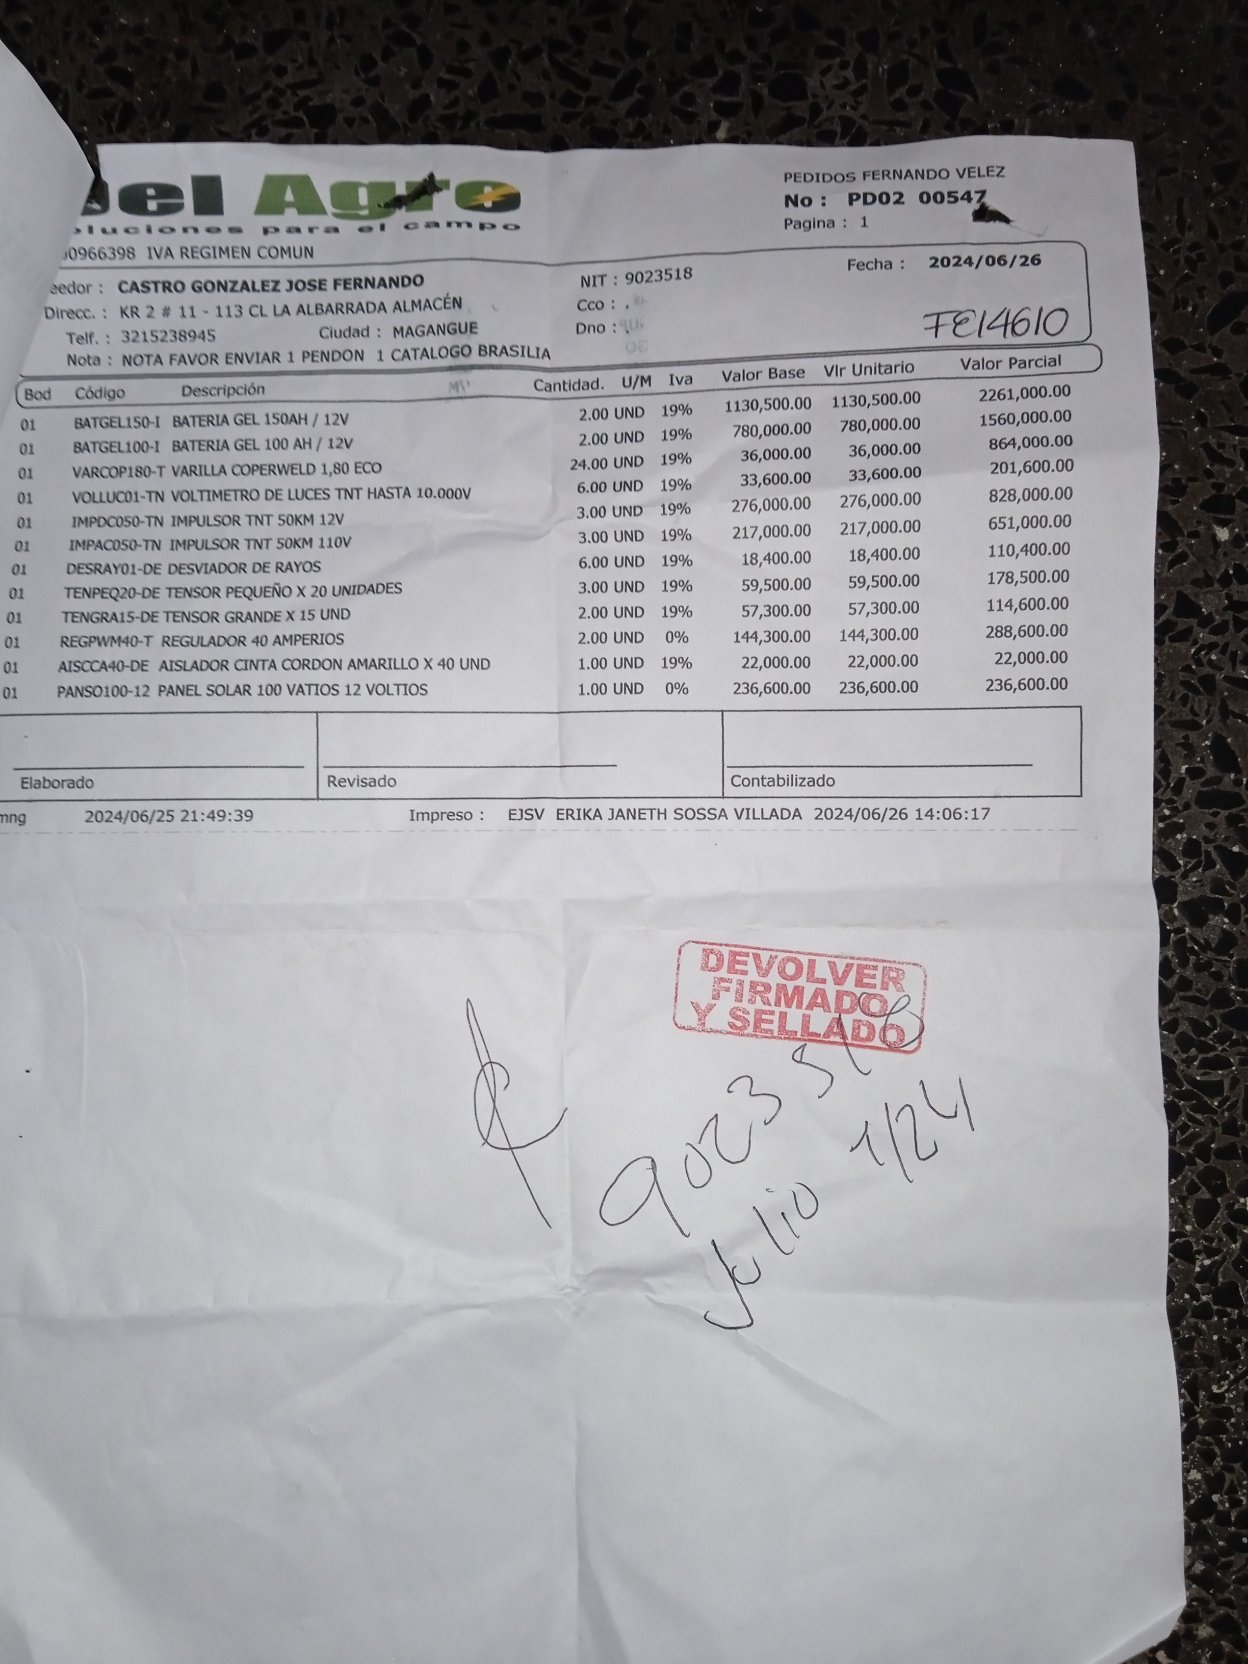 el Agro
oluciones para el campo
PEDIDOS FERNANDO VELEZ
No : PD02 00547
Pagina : 1
00966398 IVA REGIMEN COMUN
Fecha : 2024/06/26
eedor : CASTRO GONZALEZ JOSE FERNANDO NIT : 9023518
Direcc. : KR 2 # 11 - 113 CL LA ALBARRADA ALMACÉN Cco : .
Telf. : 3215238945 Ciudad : MAGANGUE Dno : .
FE14610
Nota : NOTA FAVOR ENVIAR 1 PENDON 1 CATALOGO BRASILIA
Bod Código Descripción Cantidad. U/M Iva Valor Base Vlr Unitario Valor Parcial
01 BATGEL150-I BATERIA GEL 150AH / 12V 2.00 UND 19% 1130,500.00 1130,500.00 2261,000.00
01 BATGEL100-I BATERIA GEL 100 AH / 12V 2.00 UND 19% 780,000.00 780,000.00 1560,000.00
01 VARCOP180-T VARILLA COPERWELD 1,80 ECO 24.00 UND 19% 36,000.00 36,000.00 864,000.00
01 VOLLUC01-TN VOLTIMETRO DE LUCES TNT HASTA 10.000V 6.00 UND 19% 33,600.00 33,600.00 201,600.00
01 IMPDC050-TN IMPULSOR TNT 50KM 12V 3.00 UND 19% 276,000.00 276,000.00 828,000.00
01 IMPAC050-TN IMPULSOR TNT 50KM 110V 3.00 UND 19% 217,000.00 217,000.00 651,000.00
01 DESRAY01-DE DESVIADOR DE RAYOS 6.00 UND 19% 18,400.00 18,400.00 110,400.00
01 TENPEQ20-DE TENSOR PEQUEÑO X 20 UNIDADES 3.00 UND 19% 59,500.00 59,500.00 178,500.00
01 TENGRA15-DE TENSOR GRANDE X 15 UND 2.00 UND 19% 57,300.00 57,300.00 114,600.00
01 REGPWM40-T REGULADOR 40 AMPERIOS 2.00 UND 0% 144,300.00 144,300.00 288,600.00
01 AISCCA40-DE AISLADOR CINTA CORDON AMARILLO X 40 UND 1.00 UND 19% 22,000.00 22,000.00 22,000.00
01 PANSO100-12 PANEL SOLAR 100 VATIOS 12 VOLTIOS 1.00 UND 0% 236,600.00 236,600.00 236,600.00
Elaborado Revisado Contabilizado
mng 2024/06/25 21:49:39 Impreso : EJSV ERIKA JANETH SOSSA VILLADA 2024/06/26 14:06:17
DEVOLVER
FIRMADO
Y SELLADO
9023518
Julio 1/24